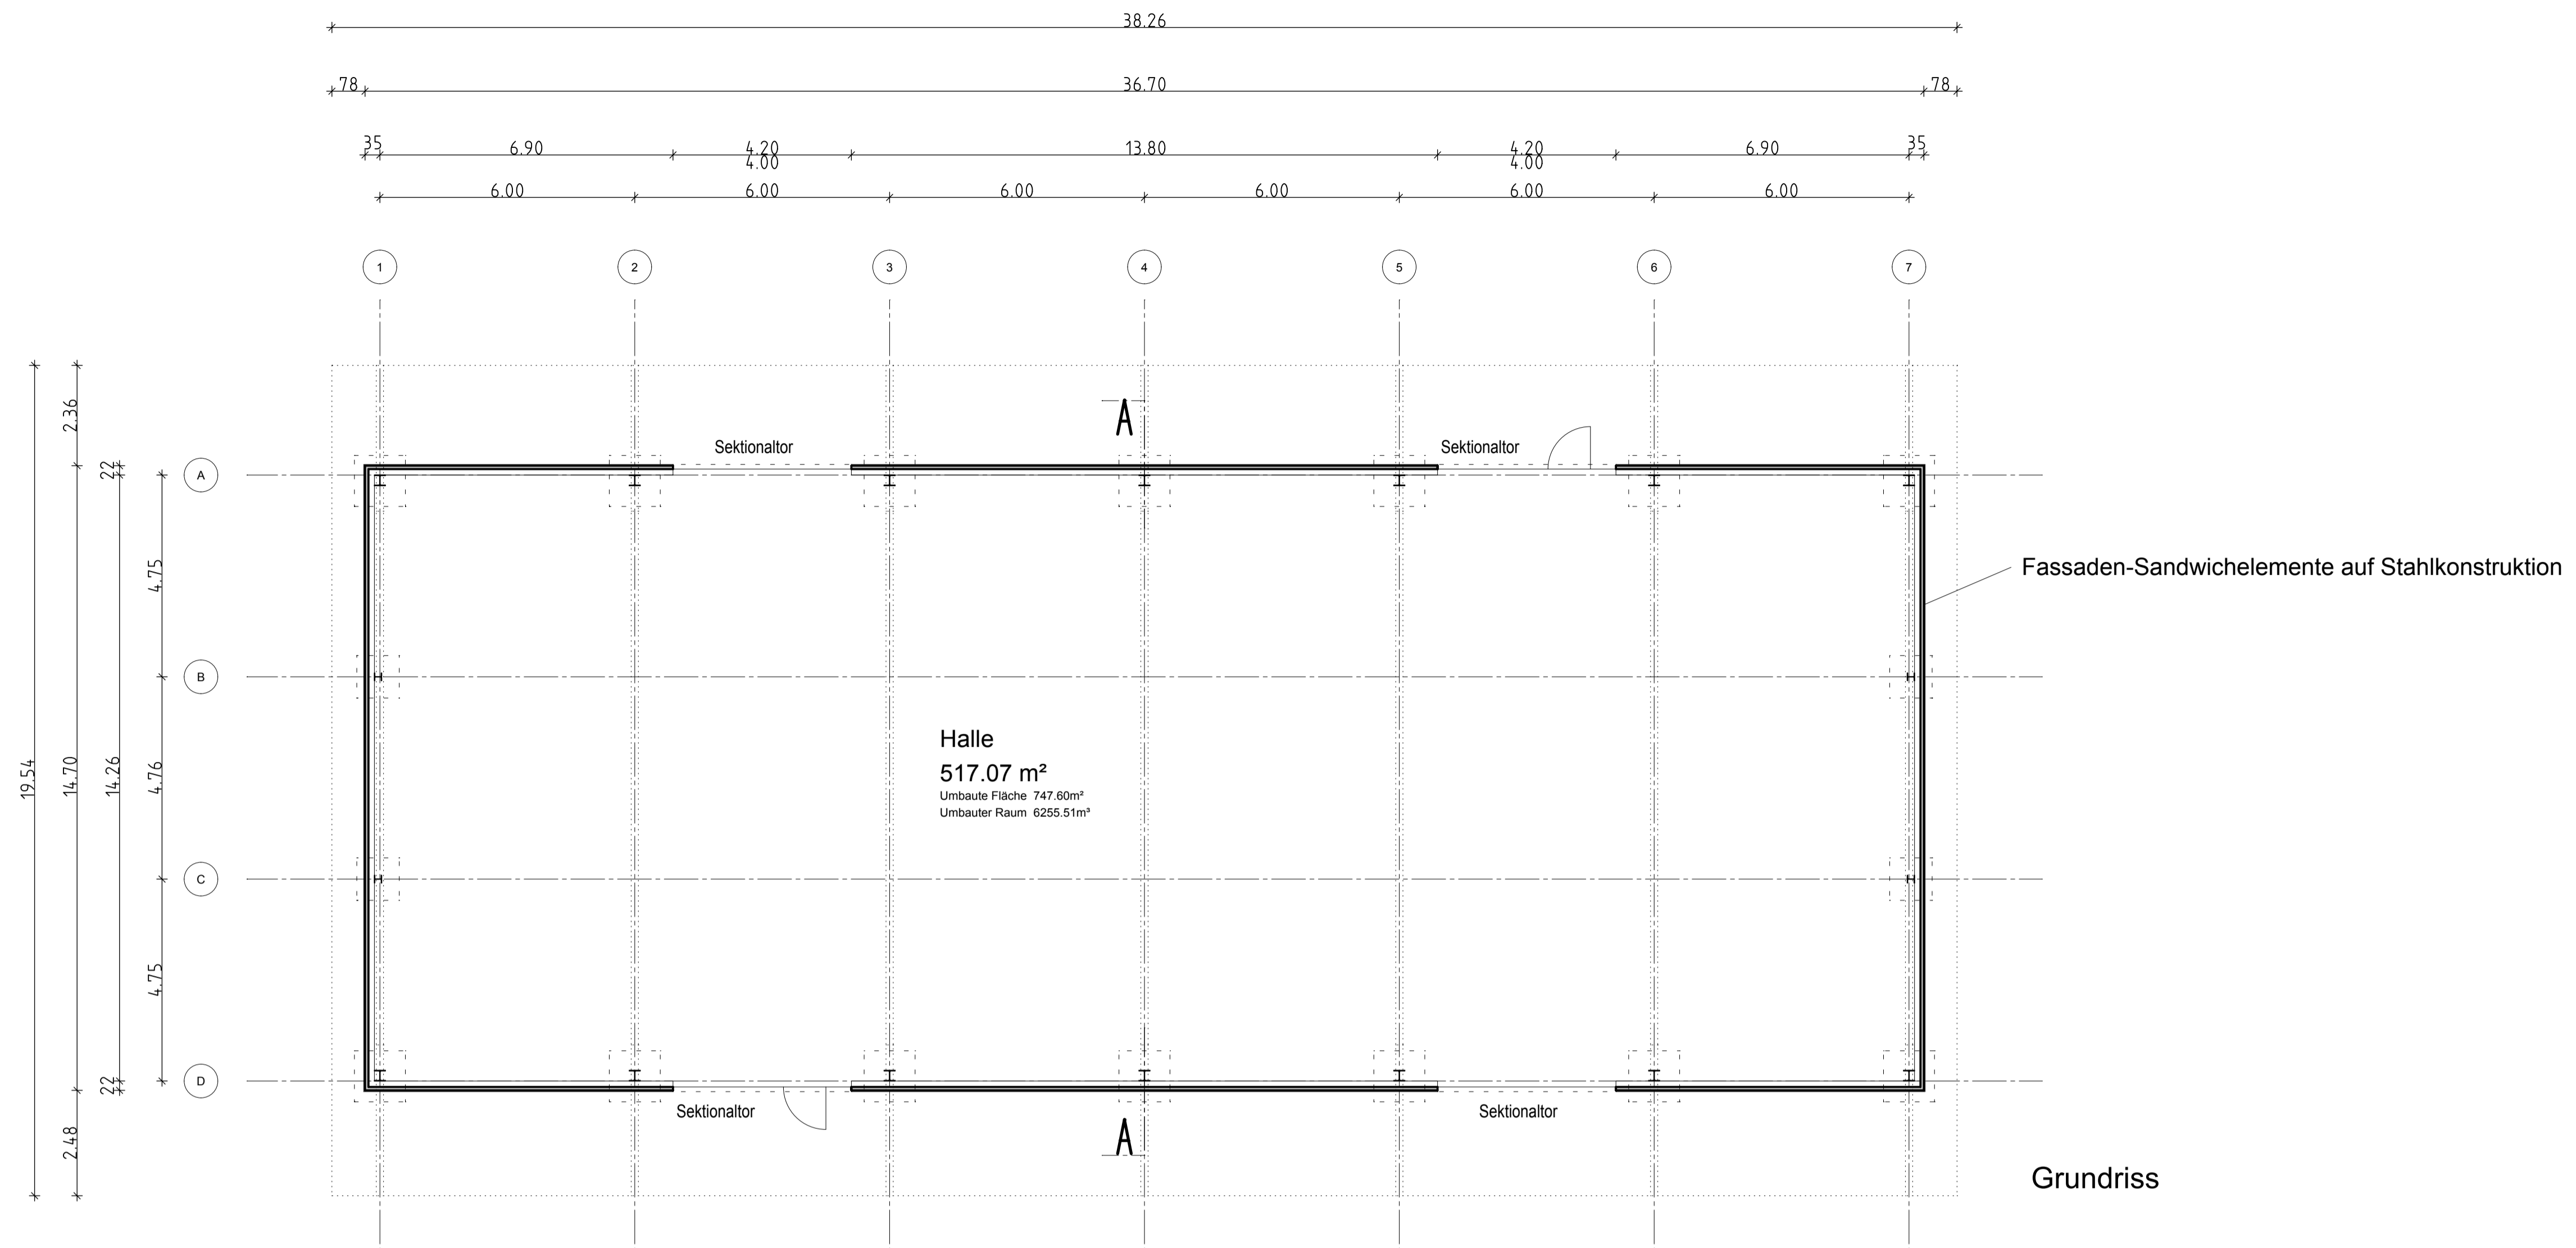 38.26
78 36.70 78
35 6.90 4.20 13.80 4.20 6.90 35
4.00 4.00
6.00 6.00 6.00 6.00 6.00 6.00
1 2 3 4 5 6 7
2.36
A
Sektionaltor Sektionaltor
22
A
4.75
Fassaden-Sandwichelemente auf Stahlkonstruktion
B
Halle
517.07 m²
Umbaute Fläche 747.60m²
Umbauter Raum 6255.51m³
19.54 14.70 14.26 4.76
C
4.75
22
D
Sektionaltor Sektionaltor
A
2.48
Grundriss